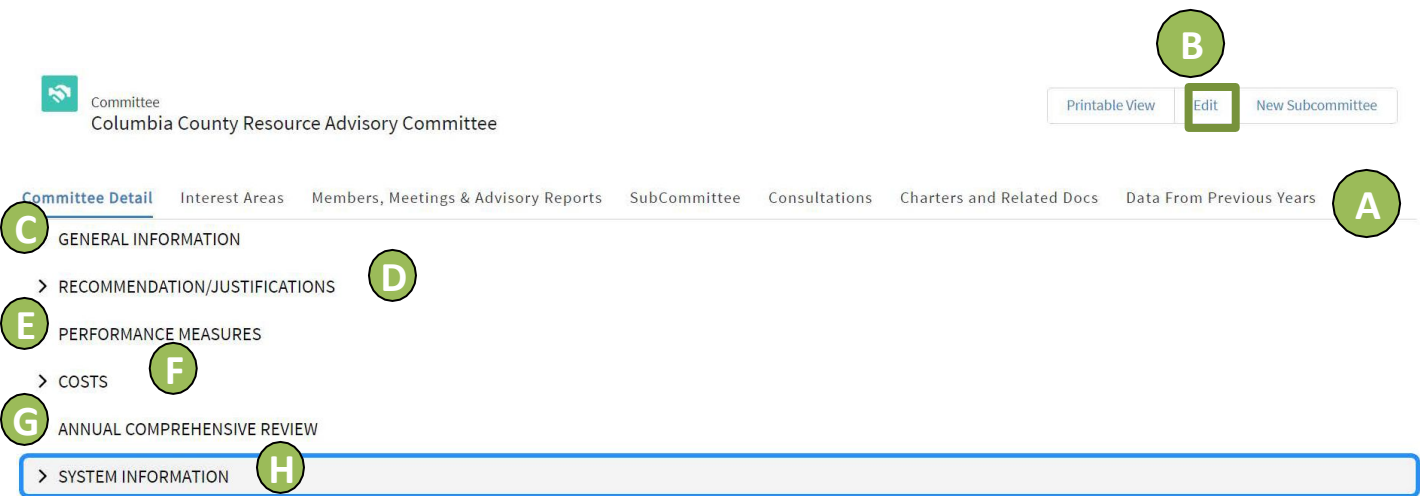 B
Committee
Columbia County Resource Advisory Committee
Printable View Edit New Subcommittee
Committee Detail Interest Areas Members, Meetings & Advisory Reports SubCommittee Consultations Charters and Related Docs Data From Previous Years A
C GENERAL INFORMATION
RECOMMENDATION/JUSTIFICATIONS D
E PERFORMANCE MEASURES
COSTS F
G ANNUAL COMPREHENSIVE REVIEW
SYSTEM INFORMATION H